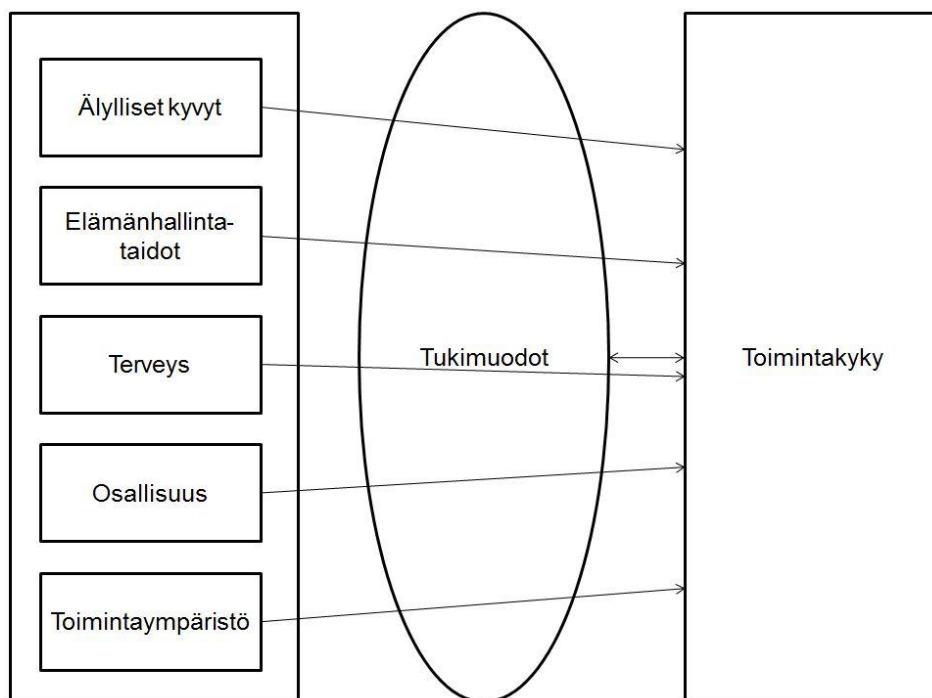 Älylliset kyvyt
Elämänhallinta-
taidot
Terveys
Osallisuus
Toimintaympäristö
Tukimuodot
Toimintakyky